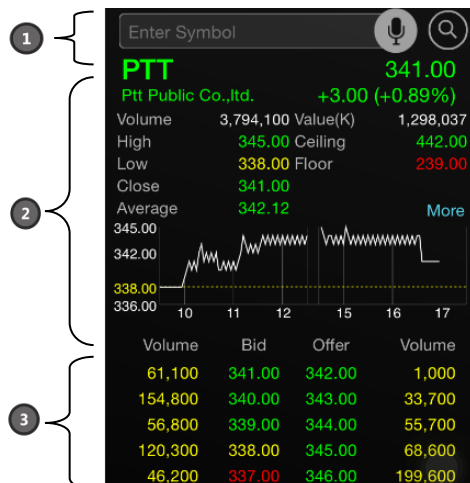 1
Enter Symbol
PTT 341.00
Ptt Public Co.,ltd. +3.00 (+0.89%)
Volume 3,794,100 Value(K) 1,298,037
High 345.00 Ceiling 442.00
Low 338.00 Floor 239.00
Close 341.00
2
Average 342.12 More
345.00
342.00
338.00
336.00
10 11 12 15 16 17
Volume Bid Offer Volume
61,100 341.00 342.00 1,000
154,800 340.00 343.00 33,700
3
56,800 339.00 344.00 55,700
120,300 338.00 345.00 68,600
46,200 337.00 346.00 199,600